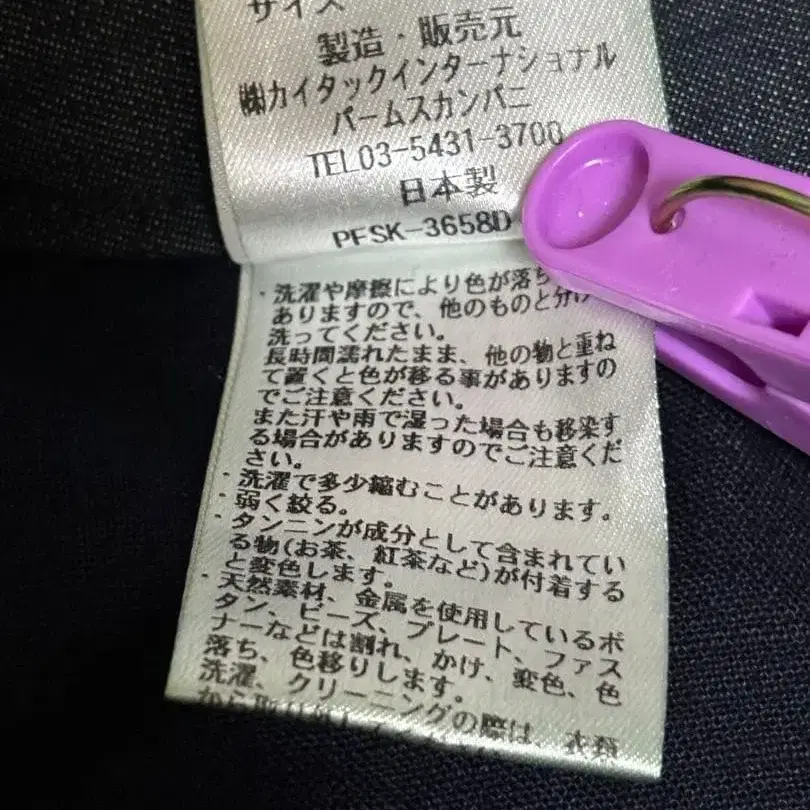 サイズ
製造・販売元
㈱カイタックインターナショナル
パームスカンパニ
TEL03-5431-3700
日本製
PFSK-3658D
・洗濯や摩擦により色が落ち
ありますので、他のものと分け
洗ってください。
長時間濡れたまま、他の物と重ね
て置くと色が移る事がありますの
でご注意ください。
また汗や雨で湿った場合も移染す
る場合がありますのでご注意くだ
さい。
・洗濯で多少縮むことがあります。
・弱く絞る。
・タンニンが成分として含まれてい
る物(お茶、紅茶など)が付着する
と変色します。
・天然素材、金属を使用しているボ
タン、ビーズ、プレート、ファス
ナーなどは割れ、かけ、変色、色
落ち、色移りします。
洗濯、クリーニングの際は、衣類
から取り外し